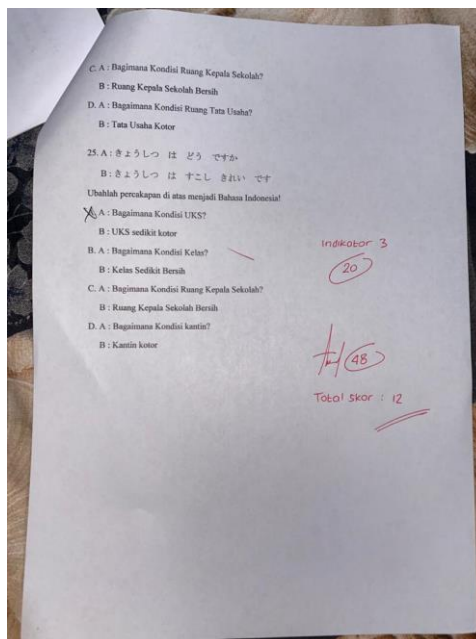 C. A : Bagimana Kondisi Ruang Kepala Sekolah?
B : Ruang Kepala Sekolah Bersih
D. A : Bagaimana Kondisi Ruang Tata Usaha?
B : Tata Usaha Kotor
25. A : きょうしつ は どう ですか
B : きょうしつ は すこし きれい です
Ubahlah percakapan di atas menjadi Bahasa Indonesia!
A. A : Bagaimana Kondisi UKS?
B : UKS sedikit kotor
B. A : Bagaimana Kondisi Kelas?
B : Kelas Sedikit Bersih
C. A : Bagimana Kondisi Ruang Kepala Sekolah?
B : Ruang Kepala Sekolah Bersih
D. A : Bagaimana Kondisi kantin?
B : Kantin kotor
Indikator 3
20
48
Total Skor : 12